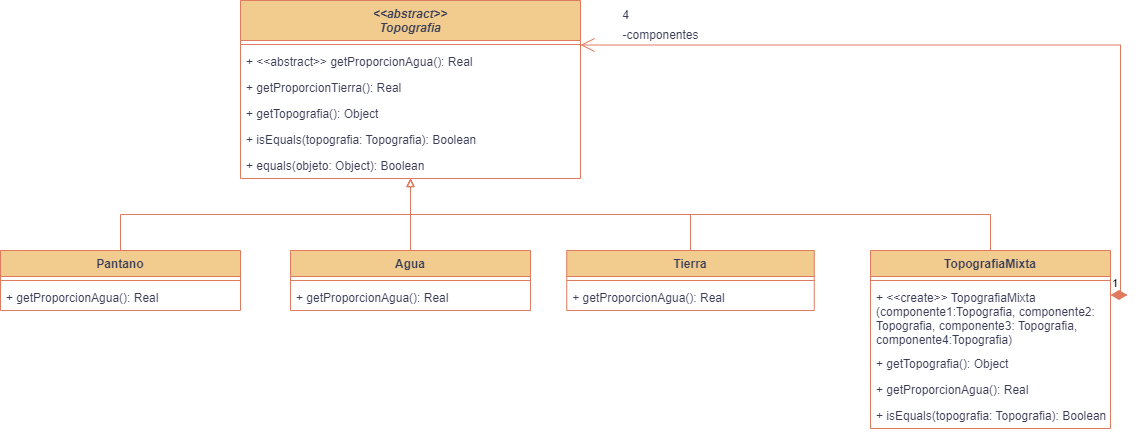 <<abstract>>
Topografia
4
-componentes
+ <<abstract>> getProporcionAgua(): Real
+ getProporcionTierra(): Real
+ getTopografia(): Object
+ isEquals(topografia: Topografia): Boolean
+ equals(objeto: Object): Boolean
Pantano
+ getProporcionAgua(): Real
Agua
+ getProporcionAgua(): Real
Tierra
+ getProporcionAgua(): Real
TopografiaMixta
1
+ <<create>> TopografiaMixta
(componente1:Topografia, componente2:
Topografia, componente3: Topografia,
componente4:Topografia)
+ getTopografia(): Object
+ getProporcionAgua(): Real
+ isEquals(topografia: Topografia): Boolean